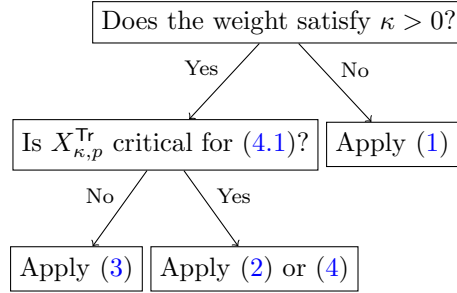 Does the weight satisfy κ > 0?
Yes
No
Is X^{Tr}_{κ,p} critical for (4.1)?
Apply (1)
No
Yes
Apply (3)
Apply (2) or (4)